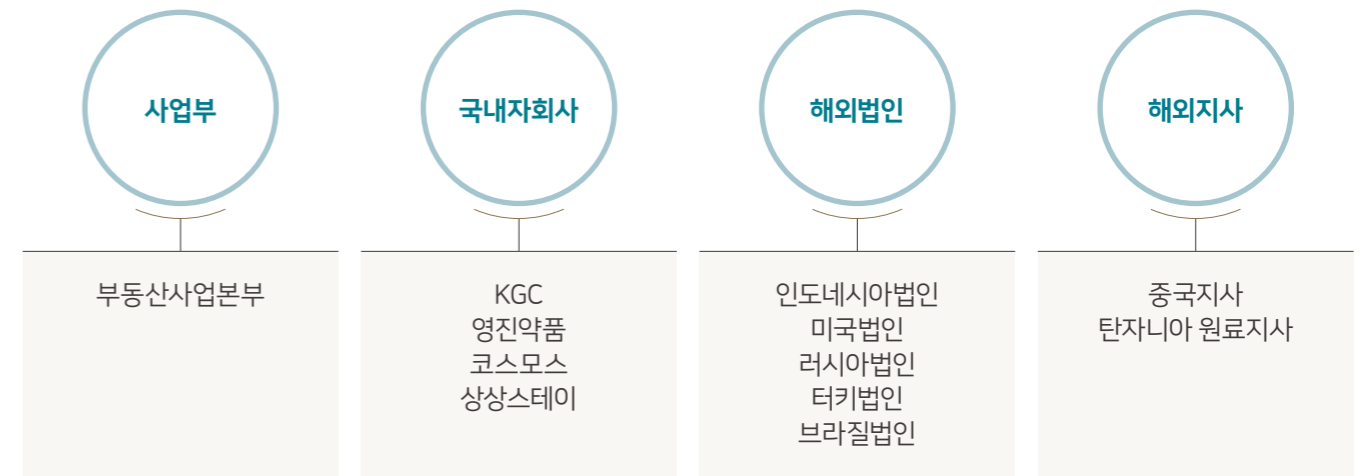 사업부
부동산사업본부
국내자회사
KGC
영진약품
코스모스
상상스테이
해외법인
인도네시아법인
미국법인
러시아법인
터키법인
브라질법인
해외지사
중국지사
탄자니아 원료지사